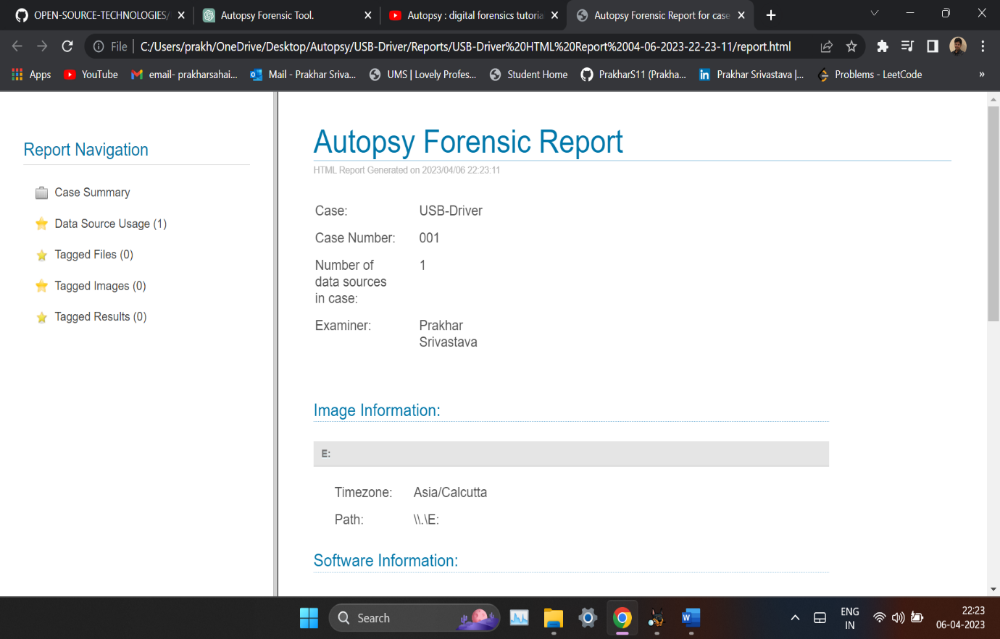 OPEN-SOURCE-TECHNOLOGIES/
Autopsy Forensic Tool.
Autopsy : digital forensics tutoria
Autopsy Forensic Report for case
File
C:/Users/prakh/OneDrive/Desktop/Autopsy/USB-Driver/Reports/USB-Driver%20HTML%20Report%2004-06-2023-22-23-11/report.html
Apps
YouTube
email- prakharsahai...
Mail - Prakhar Sriva...
UMS | Lovely Profes...
Student Home
PrakharS11 (Prakha...
Prakhar Srivastava |...
Problems - LeetCode
»
Report Navigation
Case Summary
Data Source Usage (1)
Tagged Files (0)
Tagged Images (0)
Tagged Results (0)
Autopsy Forensic Report
HTML Report Generated on 2023/04/06 22:23:11
Case: USB-Driver
Case Number: 001
Number of 1
data sources
in case:
Examiner: Prakhar
Srivastava
Image Information:
E:
Timezone: Asia/Calcutta
Path: \\.\E:
Software Information:
Search
ENG
IN
22:23
06-04-2023